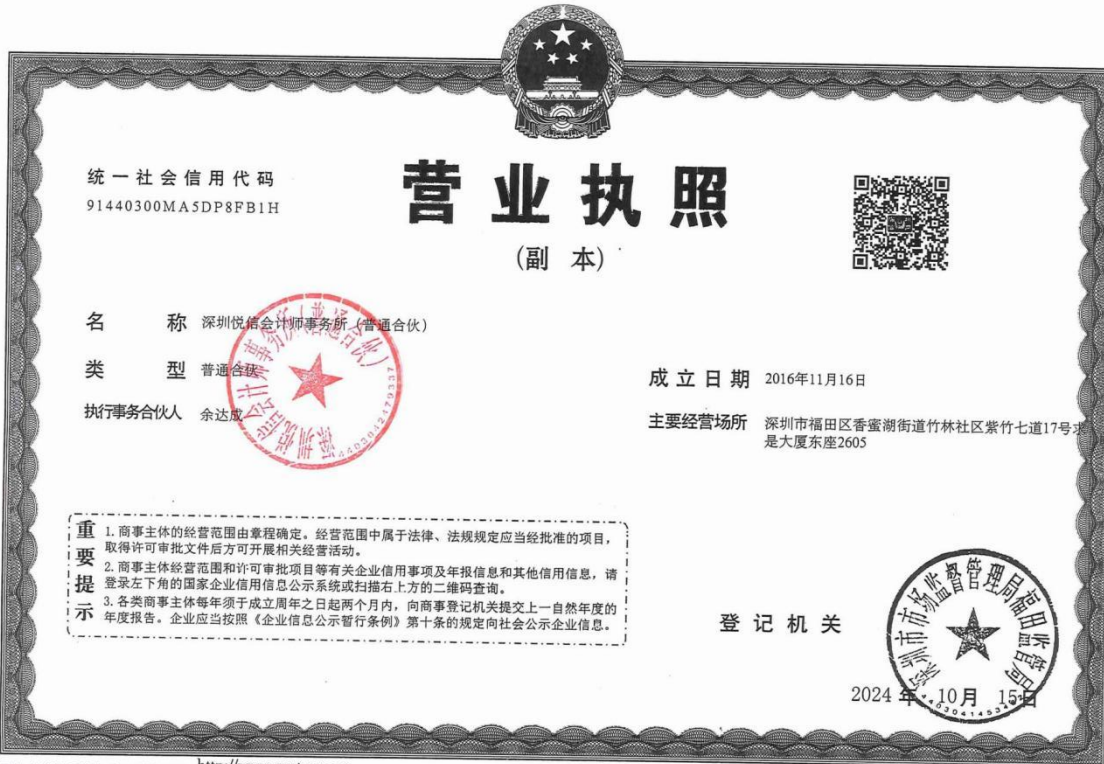 统一社会信用代码
91440300MA5DP8FB1H
营业执照
(副 本)
名 称 深圳悦信会计师事务所（普通合伙）
类 型 普通合伙
执行事务合伙人 余达成
深圳悦信会计师事务所(普通合伙)
4403042479337
成立日期 2016年11月16日
主要经营场所 深圳市福田区香蜜湖街道竹林社区紫竹七道17号求
是大厦东座2605
重要提示
1. 商事主体的经营范围由章程确定。经营范围中属于法律、法规规定应当经批准的项目，
取得许可审批文件后方可开展相关经营活动。
2. 商事主体经营范围和许可审批项目等有关企业信用事项及年报信息和其他信用信息，请
登录左下角的国家企业信用信息公示系统或扫描右上方的二维码查询。
3. 各类商事主体每年须于成立周年之日起两个月内，向商事登记机关提交上一自然年度的
年度报告。企业应当按照《企业信息公示暂行条例》第十条的规定向社会公示企业信息。
登记机关
深圳市市场监督管理局福田监管局
2024 年 10月 15日